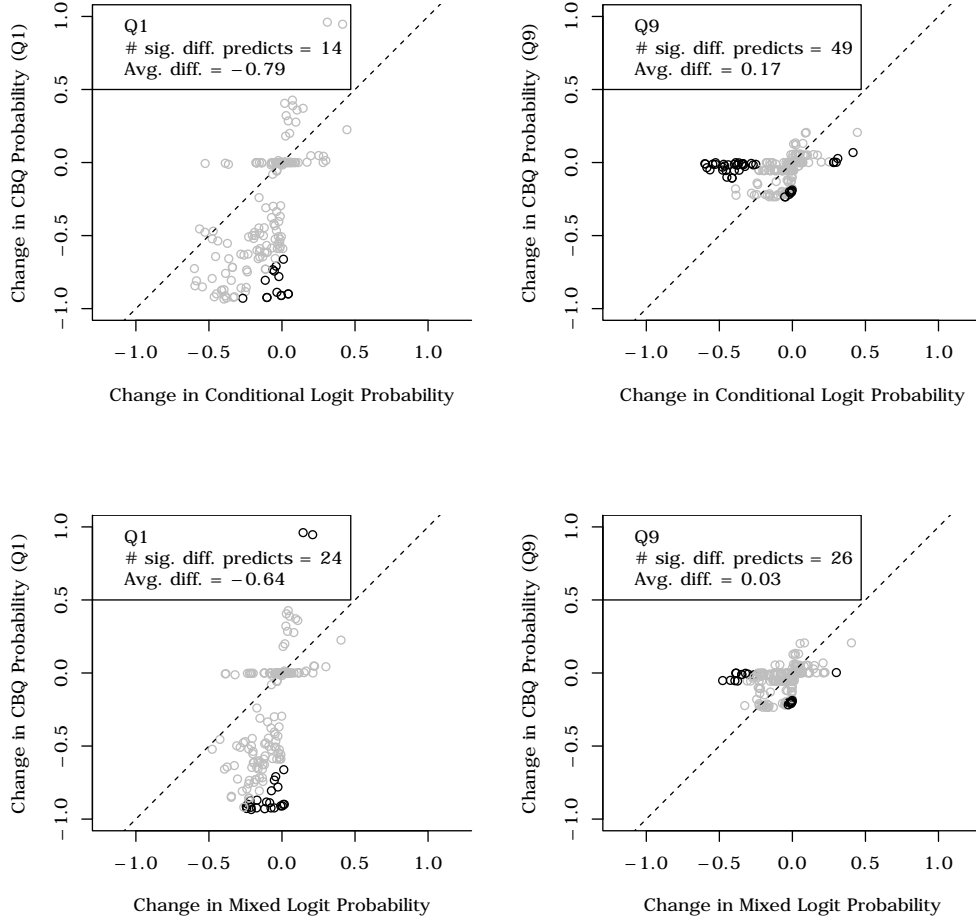 Q1
# sig. diff. predicts = 14
Avg. diff. = −0.79
Change in CBQ Probability (Q1)
1.0
0.5
0.0
−0.5
−1.0
−1.0 −0.5 0.0 0.5 1.0
Change in Conditional Logit Probability
Q9
# sig. diff. predicts = 49
Avg. diff. = 0.17
Change in CBQ Probability (Q9)
1.0
0.5
0.0
−0.5
−1.0
−1.0 −0.5 0.0 0.5 1.0
Change in Conditional Logit Probability
Q1
# sig. diff. predicts = 24
Avg. diff. = −0.64
Change in CBQ Probability (Q1)
1.0
0.5
0.0
−0.5
−1.0
−1.0 −0.5 0.0 0.5 1.0
Change in Mixed Logit Probability
Q9
# sig. diff. predicts = 26
Avg. diff. = 0.03
Change in CBQ Probability (Q9)
1.0
0.5
0.0
−0.5
−1.0
−1.0 −0.5 0.0 0.5 1.0
Change in Mixed Logit Probability